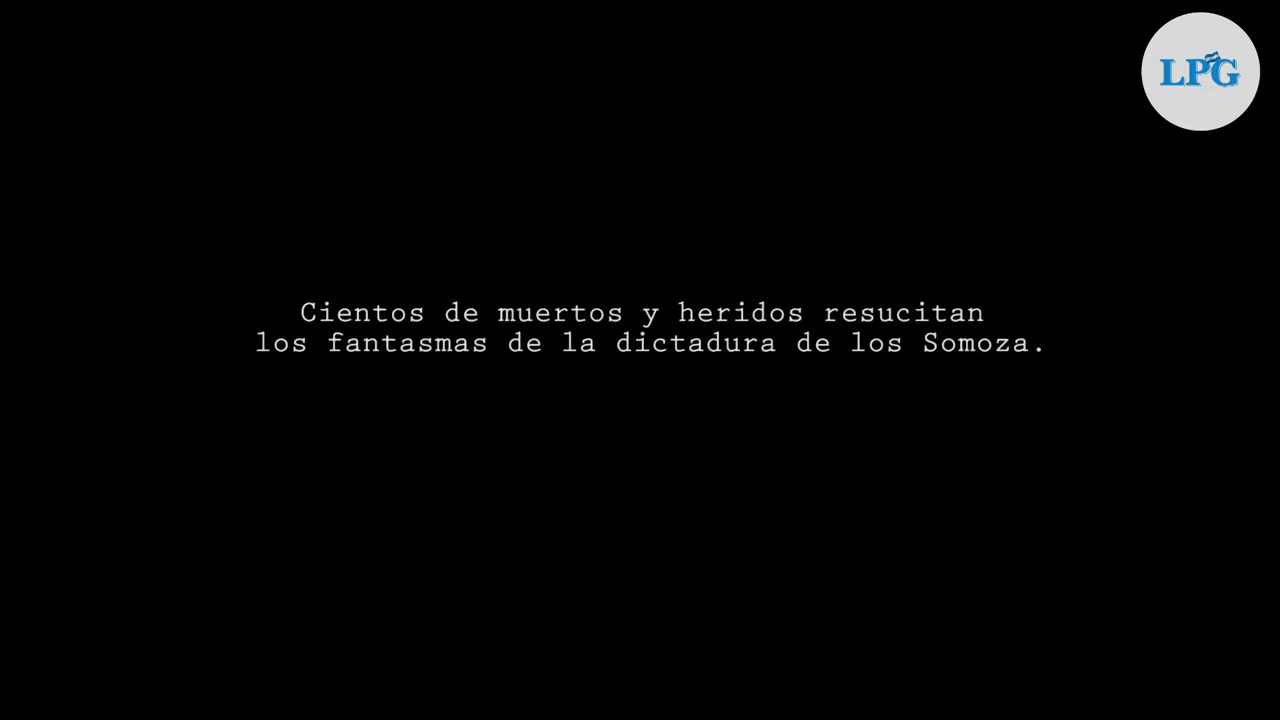 LPG
Cientos de muertos y heridos resucitan
los fantasmas de la dictadura de los Somoza.